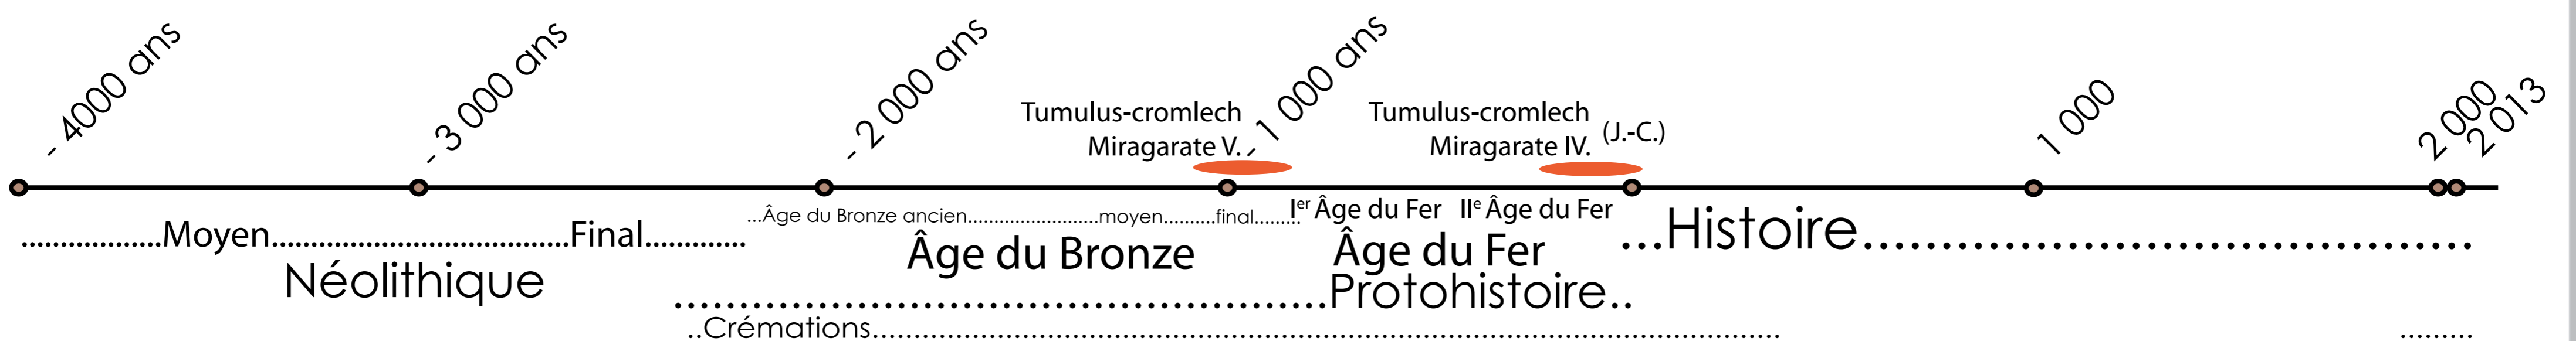 - 4000 ans
- 3 000 ans
- 2 000 ans
Tumulus-cromlech
Miragarate V.
- 1 000 ans
Tumulus-cromlech
Miragarate IV.
(J.-C.)
1 000
2 000
2 013
...Âge du Bronze ancien..........................moyen..........final.........
Ier Âge du Fer
IIe Âge du Fer
..................Moyen......................................Final.............
Âge du Bronze
Âge du Fer
...Histoire......................................
Néolithique
..................................................Protohistoire..
..Crémations....................................................................................................................................
..........